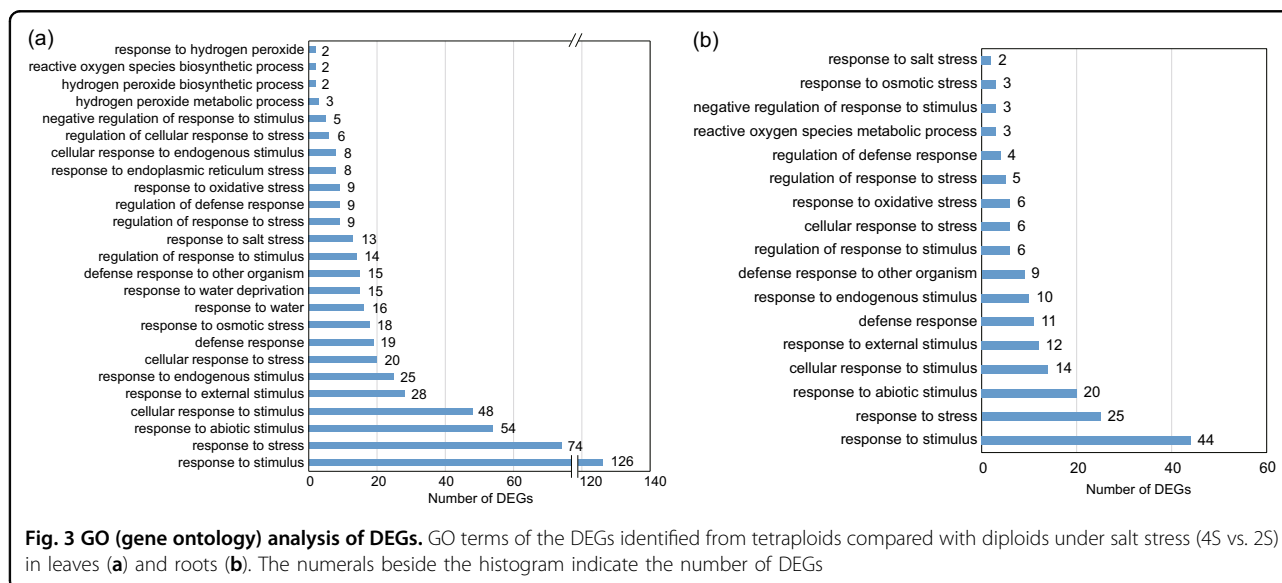 (a)
response to hydrogen peroxide 2
reactive oxygen species biosynthetic process 2
hydrogen peroxide biosynthetic process 2
hydrogen peroxide metabolic process 3
negative regulation of response to stimulus 5
regulation of cellular response to stress 6
cellular response to endogenous stimulus 8
response to endoplasmic reticulum stress 8
response to oxidative stress 9
regulation of defense response 9
regulation of response to stress 9
response to salt stress 13
regulation of response to stimulus 14
defense response to other organism 15
response to water deprivation 15
response to water 16
response to osmotic stress 18
defense response 19
cellular response to stress 20
response to endogenous stimulus 25
response to external stimulus 28
cellular response to stimulus 48
response to abiotic stimulus 54
response to stress 74
response to stimulus 126
0 20 40 60 120 140
Number of DEGs
(b)
response to salt stress 2
response to osmotic stress 3
negative regulation of response to stimulus 3
reactive oxygen species metabolic process 3
regulation of defense response 4
regulation of response to stress 5
response to oxidative stress 6
cellular response to stress 6
regulation of response to stimulus 6
defense response to other organism 9
response to endogenous stimulus 10
defense response 11
response to external stimulus 12
cellular response to stimulus 14
response to abiotic stimulus 20
response to stress 25
response to stimulus 44
0 20 40 60
Number of DEGs
Fig. 3 GO (gene ontology) analysis of DEGs. GO terms of the DEGs identified from tetraploids compared with diploids under salt stress (4S vs. 2S)
in leaves (a) and roots (b). The numerals beside the histogram indicate the number of DEGs